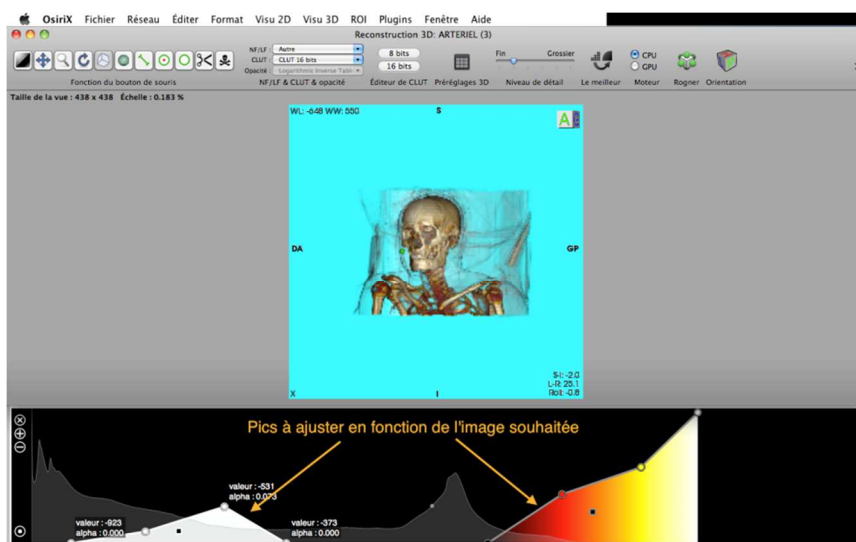 OsiriX Fichier Réseau Éditer Format Visu 2D Visu 3D ROI Plugins Fenêtre Aide
Reconstruction 3D: ARTERIEL (3)
NF/LF : Autre
CLUT : CLUT 16 bits
Opacité : Logarithmic Inverse Table
8 bits
16 bits
Fin Grossier
CPU
GPU
Fonction du bouton de souris NF/LF & CLUT & opacité Éditeur de CLUT Préréglages 3D Niveau de détail Le meilleur Moteur Rogner Orientation
Taille de la vue : 438 x 438 Échelle : 0.183 %
WL: -648 WW: 550
S
A
DA
GP
S-I: -2.0
L-R: 25.1
Rol: -0.8
X
I
Pics à ajuster en fonction de l'image souhaitée
valeur : -531
alpha : 0.073
valeur : -923
alpha : 0.000
valeur : -373
alpha : 0.000